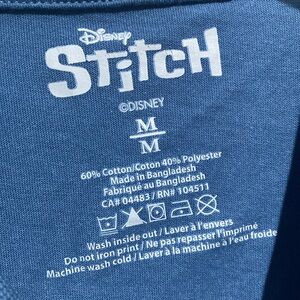 Disney
Stitch
©DISNEY
M
M
60% Cotton/Coton 40% Polyester
Made in Bangladesh
Fabriqué au Bangladesh
CA# 04483 / RN# 104511
Wash inside out / Laver à l'envers
Do not iron print / Ne pas repasser l'imprimé
Machine wash cold / Laver à la machine à l'eau froide